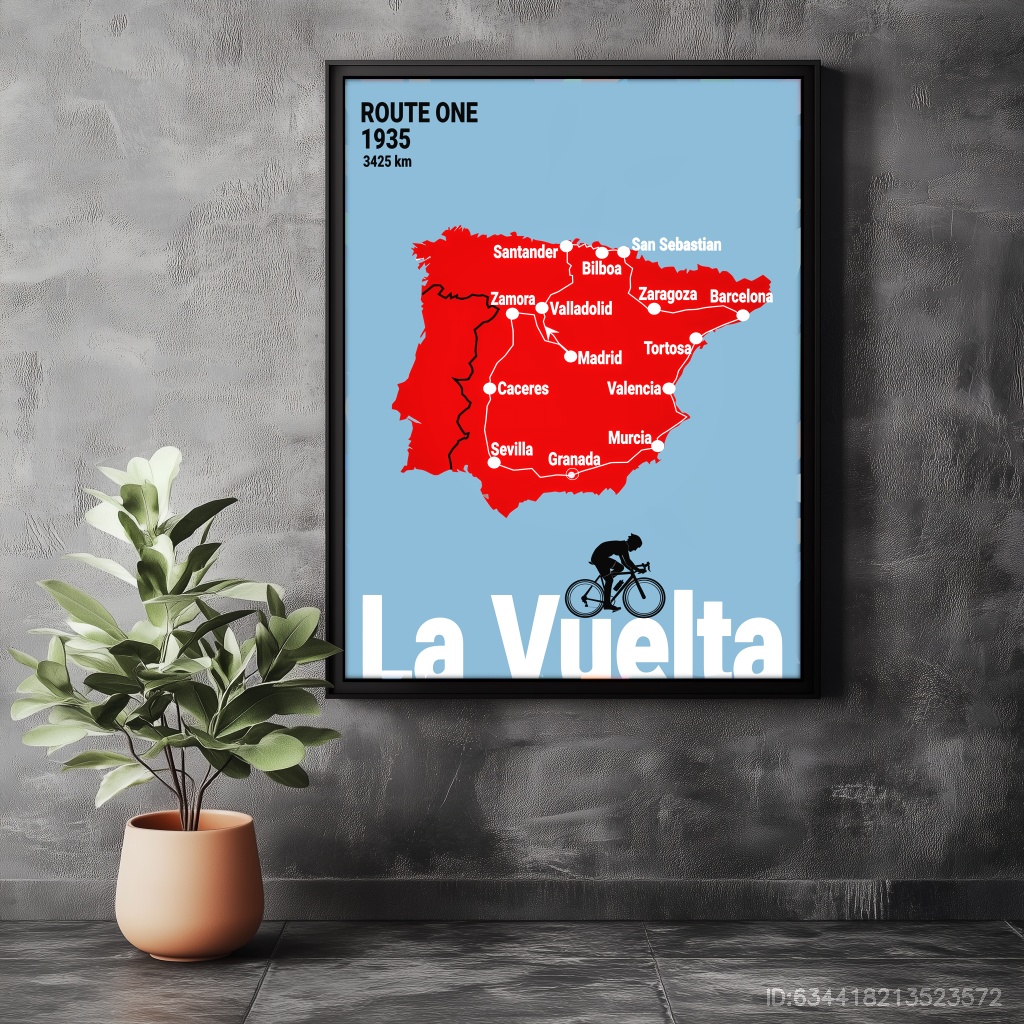 ROUTE ONE
1935
3425 km
Santander
San Sebastian
Bilboa
Zamora
Valladolid
Zaragoza
Barcelona
Madrid
Tortosa
Caceres
Valencia
Murcia
Sevilla
Granada
La Vuelta
ID:634418213523572